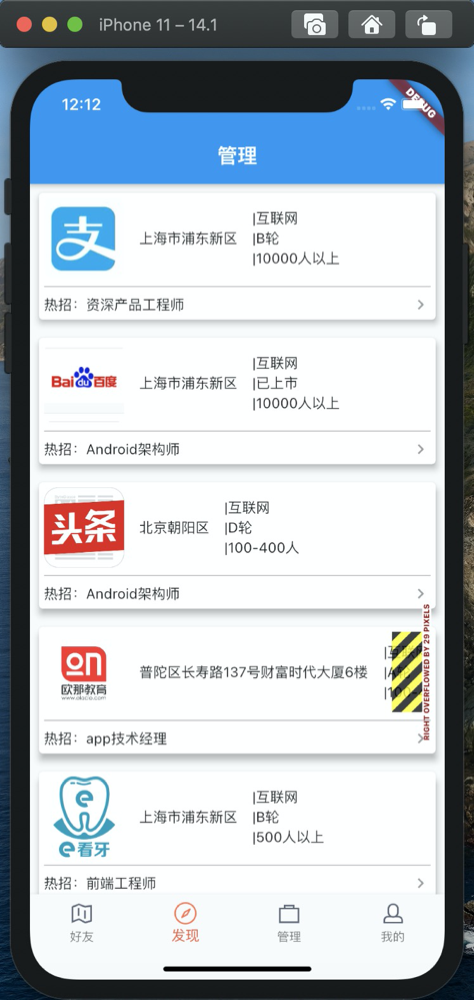 iPhone 11 – 14.1
12:12
DEBUG
管理
支
上海市浦东新区
|互联网
|B轮
|10000人以上
热招：资深产品工程师
Bai du 百度
上海市浦东新区
|互联网
|已上市
|10000人以上
热招：Android架构师
头条
北京朝阳区
|互联网
|D轮
|100-400人
热招：Android架构师
on
欧那教育
普陀区长寿路137号财富时代大厦6楼
RIGHT OVERFLOWED BY 29 PIXELS
热招：app技术经理
e
e看牙
上海市浦东新区
|互联网
|B轮
|500人以上
热招：前端工程师
好友
发现
管理
我的